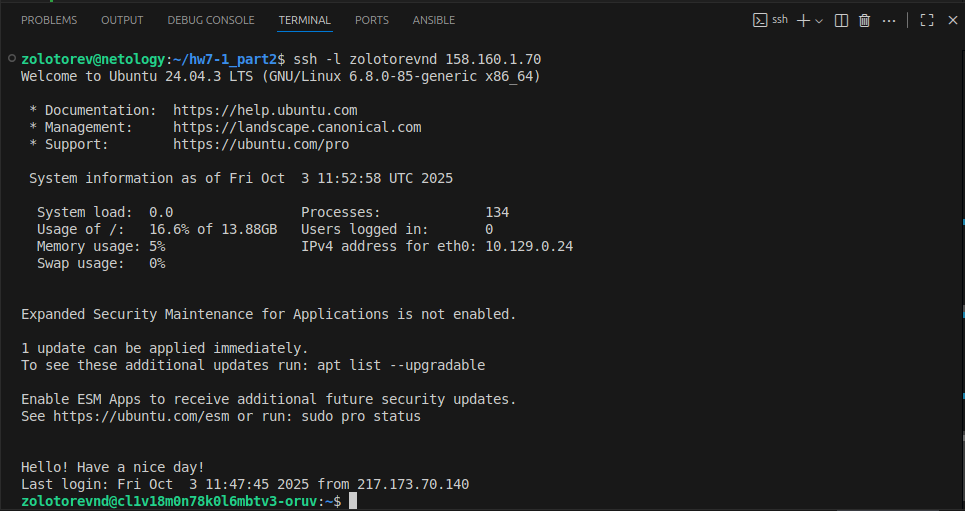 PROBLEMS OUTPUT DEBUG CONSOLE TERMINAL PORTS ANSIBLE ssh
zolotorev@netology:~/hw7-1_part2$ ssh -l zolotorevnd 158.160.1.70
Welcome to Ubuntu 24.04.3 LTS (GNU/Linux 6.8.0-85-generic x86_64)
* Documentation: https://help.ubuntu.com
* Management: https://landscape.canonical.com
* Support: https://ubuntu.com/pro
System information as of Fri Oct 3 11:52:58 UTC 2025
System load: 0.0 Processes: 134
Usage of /: 16.6% of 13.88GB Users logged in: 0
Memory usage: 5% IPv4 address for eth0: 10.129.0.24
Swap usage: 0%
Expanded Security Maintenance for Applications is not enabled.
1 update can be applied immediately.
To see these additional updates run: apt list --upgradable
Enable ESM Apps to receive additional future security updates.
See https://ubuntu.com/esm or run: sudo pro status
Hello! Have a nice day!
Last login: Fri Oct 3 11:47:45 2025 from 217.173.70.140
zolotorevnd@cl1v18m0n78k0l6mbtv3-oruv:~$